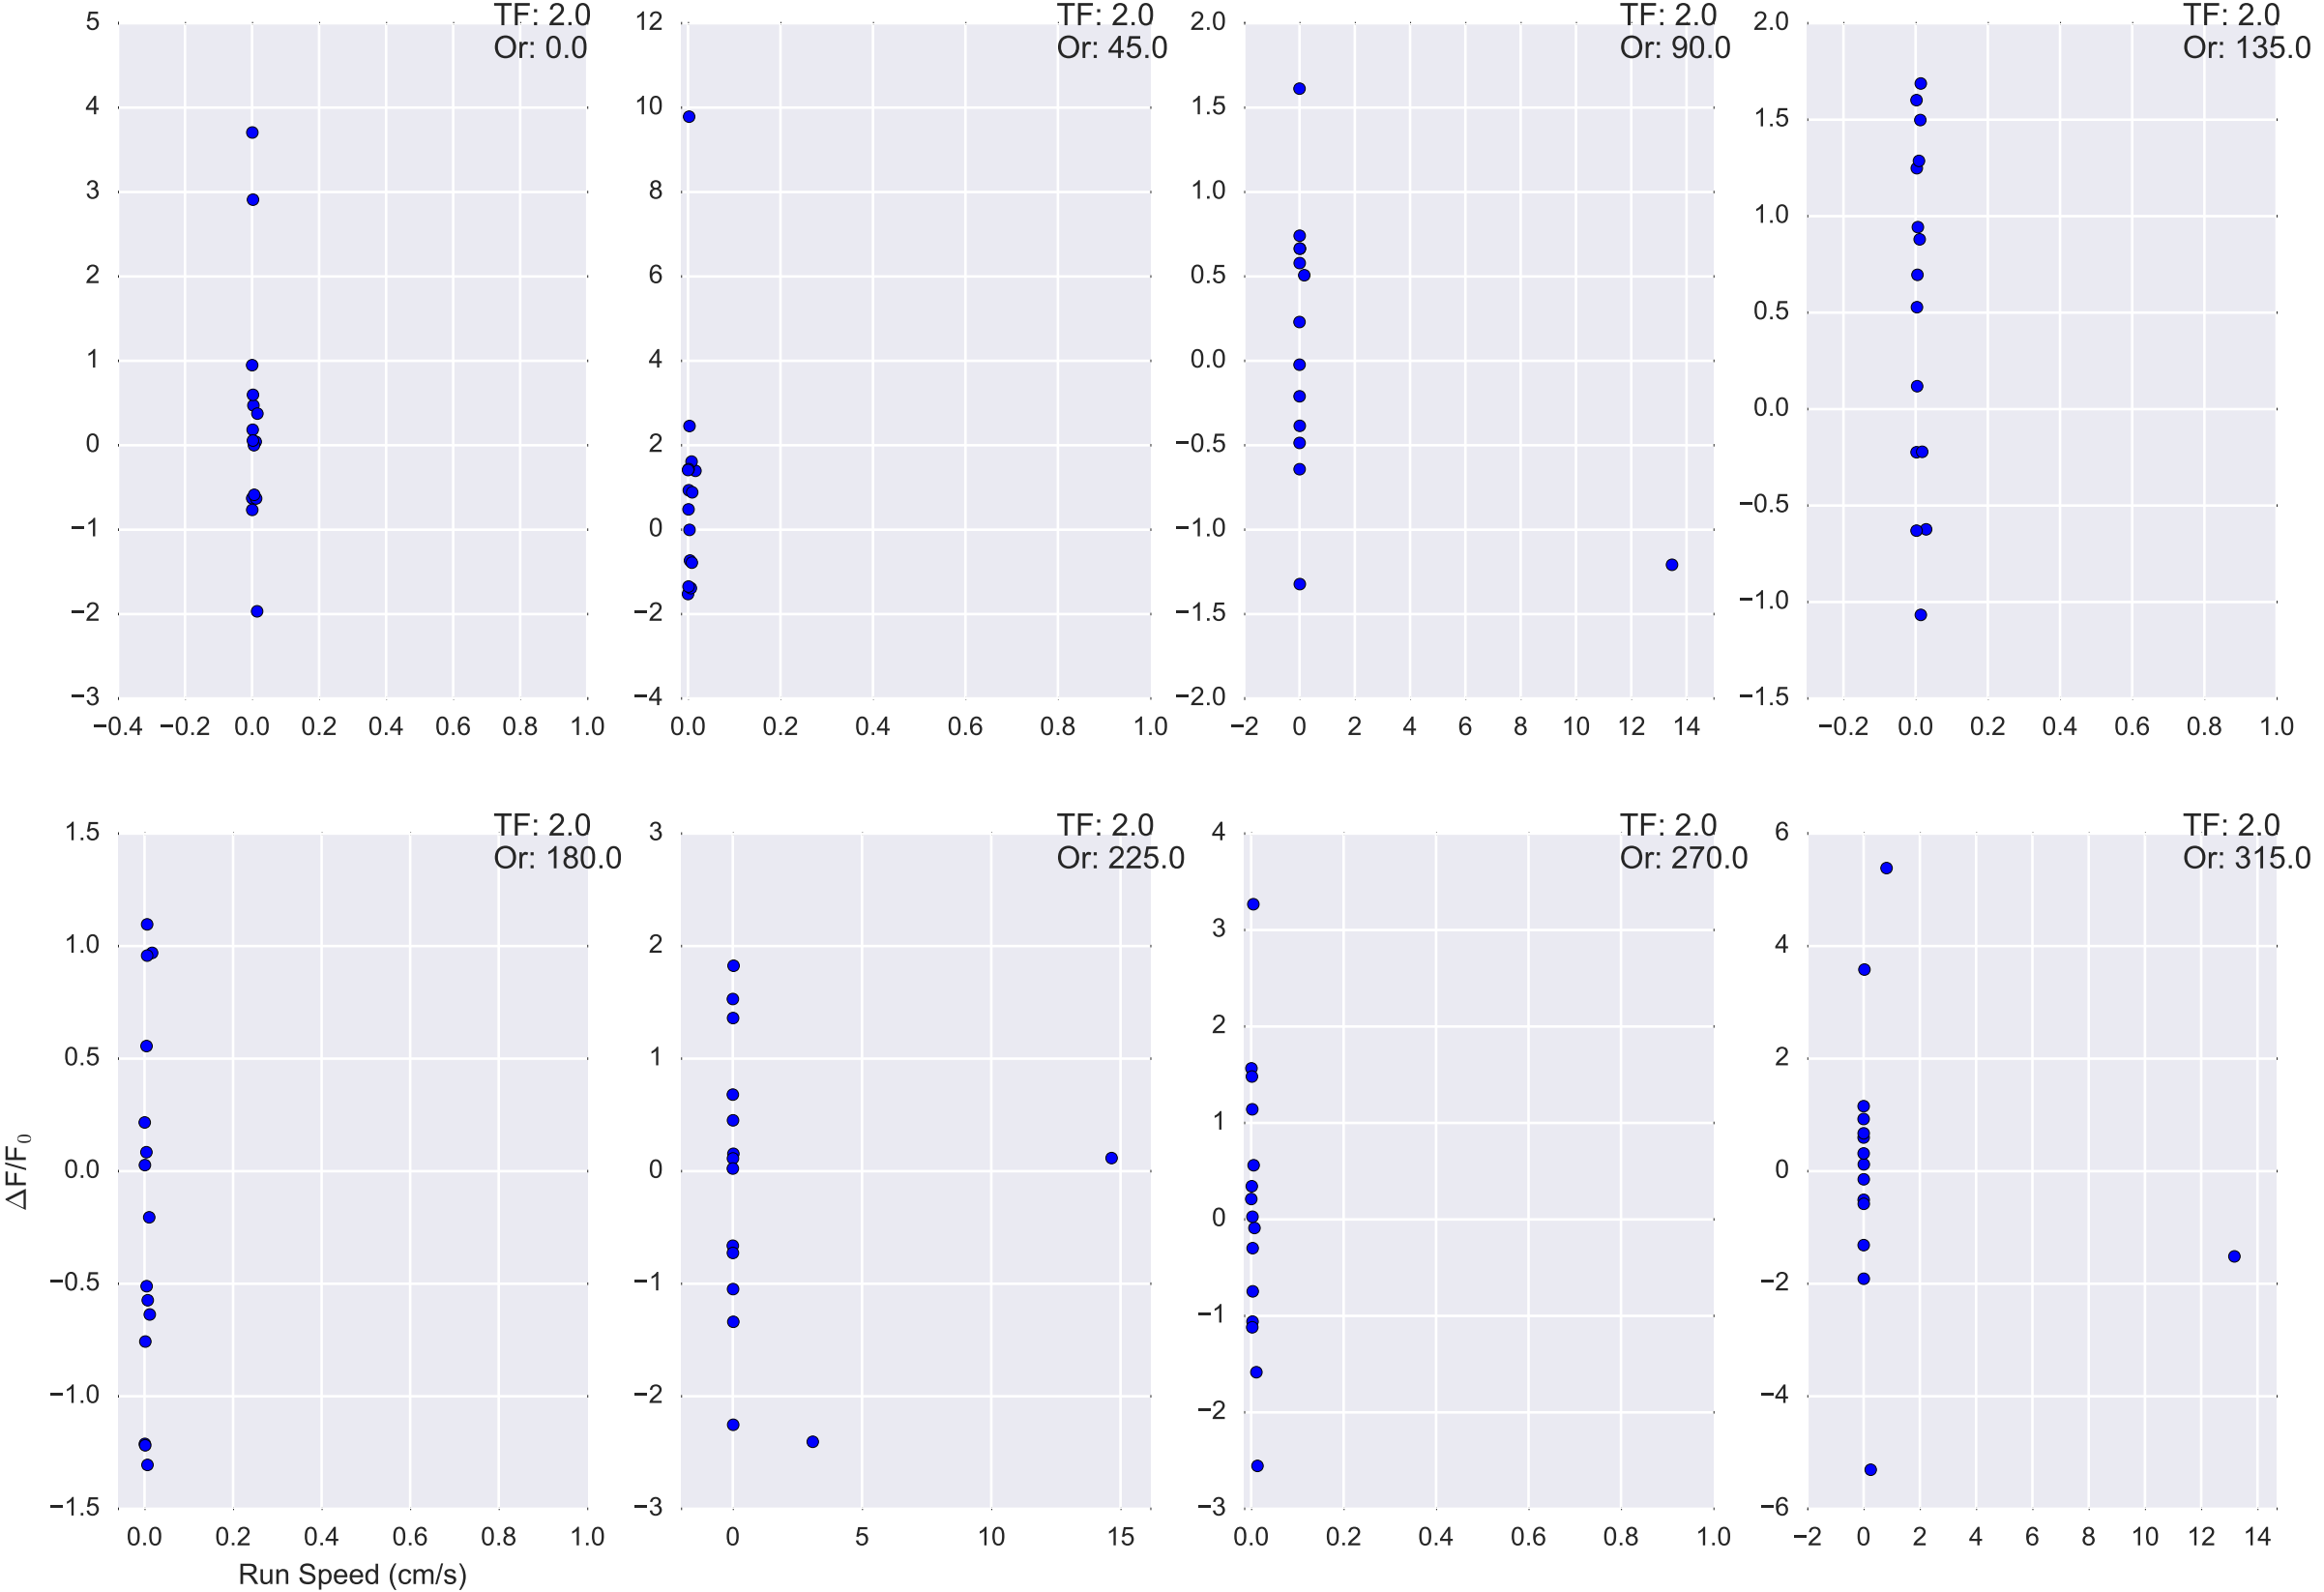 TF: 2.0
Or: 0.0
5
4
3
2
1
0
−1
−2
−3
−0.4 −0.2 0.0 0.2 0.4 0.6 0.8 1.0
TF: 2.0
Or: 45.0
12
10
8
6
4
2
0
−2
−4
0.0 0.2 0.4 0.6 0.8 1.0
TF: 2.0
Or: 90.0
2.0
1.5
1.0
0.5
0.0
−0.5
−1.0
−1.5
−2.0
−2 0 2 4 6 8 10 12 14
TF: 2.0
Or: 135.0
2.0
1.5
1.0
0.5
0.0
−0.5
−1.0
−1.5
−0.2 0.0 0.2 0.4 0.6 0.8 1.0
TF: 2.0
Or: 180.0
1.5
1.0
0.5
0.0
−0.5
−1.0
−1.5
0.0 0.2 0.4 0.6 0.8 1.0
Run Speed (cm/s)
ΔF/F₀
TF: 2.0
Or: 225.0
3
2
1
0
−1
−2
−3
0 5 10 15
TF: 2.0
Or: 270.0
4
3
2
1
0
−1
−2
−3
0.0 0.2 0.4 0.6 0.8 1.0
TF: 2.0
Or: 315.0
6
4
2
0
−2
−4
−6
−2 0 2 4 6 8 10 12 14